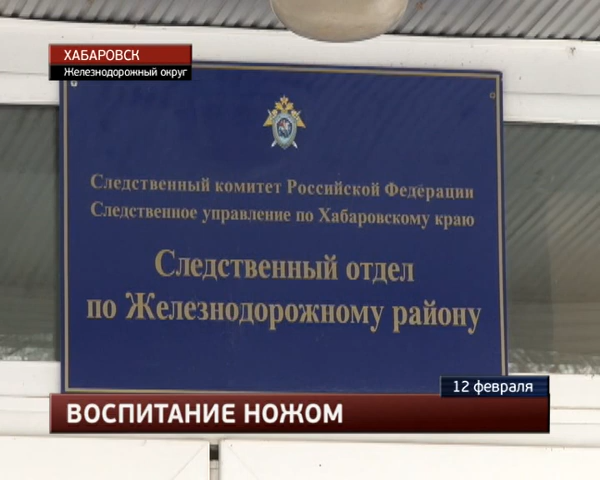 ХАБАРОВСК
Железнодорожный округ
Следственный комитет Российской Федерации
Следственное управление по Хабаровскому краю
Следственный отдел
по Железнодорожному району
12 февраля
ВОСПИТАНИЕ НОЖОМ